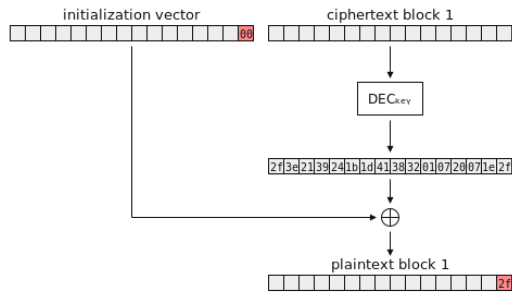 initialization vector
ciphertext block 1
00
DECkey
2f 3e 21 39 24 1b 1d 41 38 32 01 07 20 07 1e 2f
plaintext block 1
2f